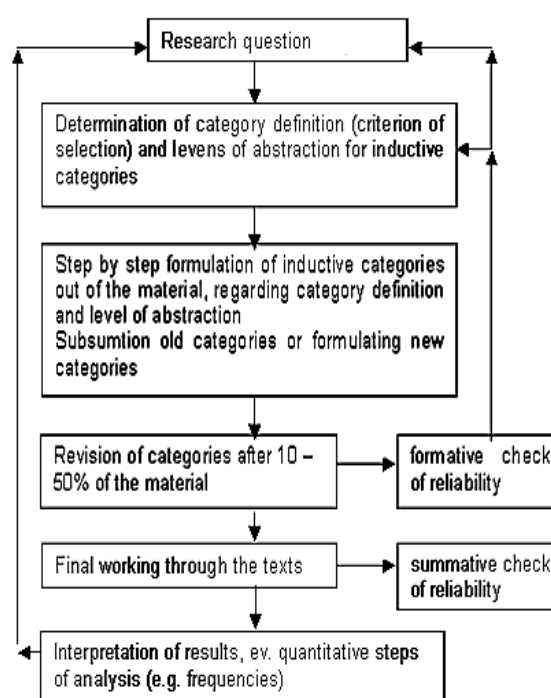 Research question
Determination of category definition (criterion of
selection) and levens of abstraction for inductive
categories
Step by step formulation of inductive categories
out of the material, regarding category definition
and level of abstraction
Subsumtion old categories or formulating new
categories
Revision of categories after 10 –
50% of the material
formative check
of reliability
Final working through the texts
summative check
of reliability
Interpretation of results, ev. quantitative steps
of analysis (e.g. frequencies)